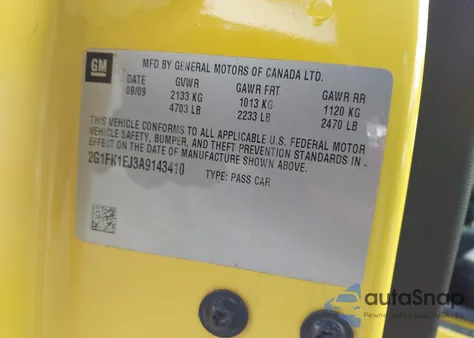 GM
MFD BY GENERAL MOTORS OF CANADA LTD.
DATE GVWR GAWR FRT GAWR RR
09/09 2133 KG 1013 KG 1120 KG
4703 LB 2233 LB 2470 LB
THIS VEHICLE CONFORMS TO ALL APPLICABLE U.S. FEDERAL MOTOR
VEHICLE SAFETY, BUMPER, AND THEFT PREVENTION STANDARDS IN -
EFFECT ON THE DATE OF MANUFACTURE SHOWN ABOVE.
2G1FK1EJ3A9143410 TYPE: PASS CAR
autoSnap